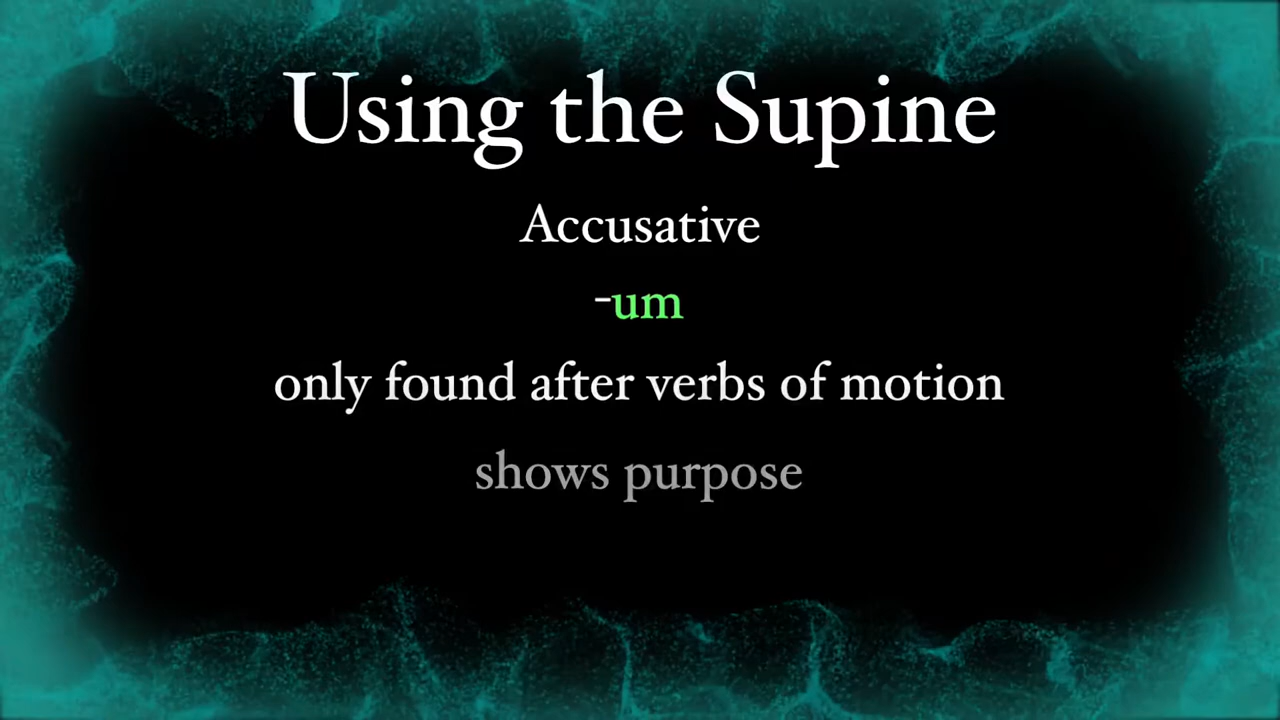 Using the Supine
Accusative
-um
only found after verbs of motion
shows purpose